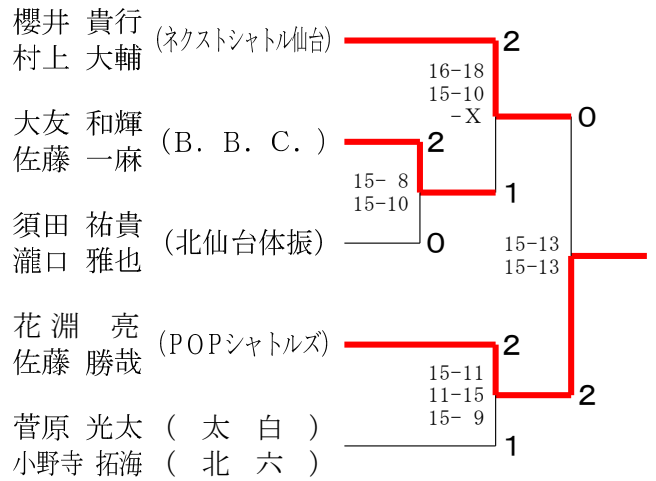 櫻井 貴行 (ネクストシャトル仙台)
村上 大輔
2
16-18
15-10
-X
0
大友 和輝 (B. B. C. )
佐藤 一麻
2
15- 8
15-10
1
須田 祐貴 (北仙台体振)
瀧口 雅也
0
15-13
15-13
花淵 亮 (POPシャトルズ)
佐藤 勝哉
2
15-11
11-15
15- 9
2
菅原 光太 ( 太 白 )
小野寺 拓海 ( 北 六 )
1